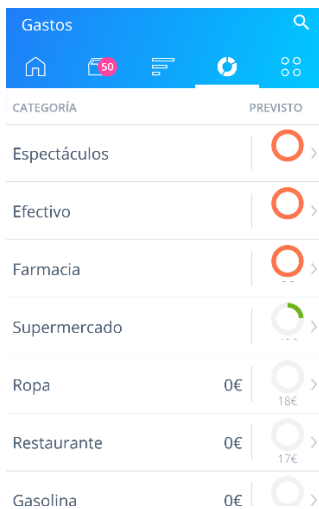 Gastos
50
CATEGORÍA PREVISTO
Espectáculos
Efectivo
Farmacia
Supermercado
Ropa 0€
18€
Restaurante 0€
17€
Gasolina 0€